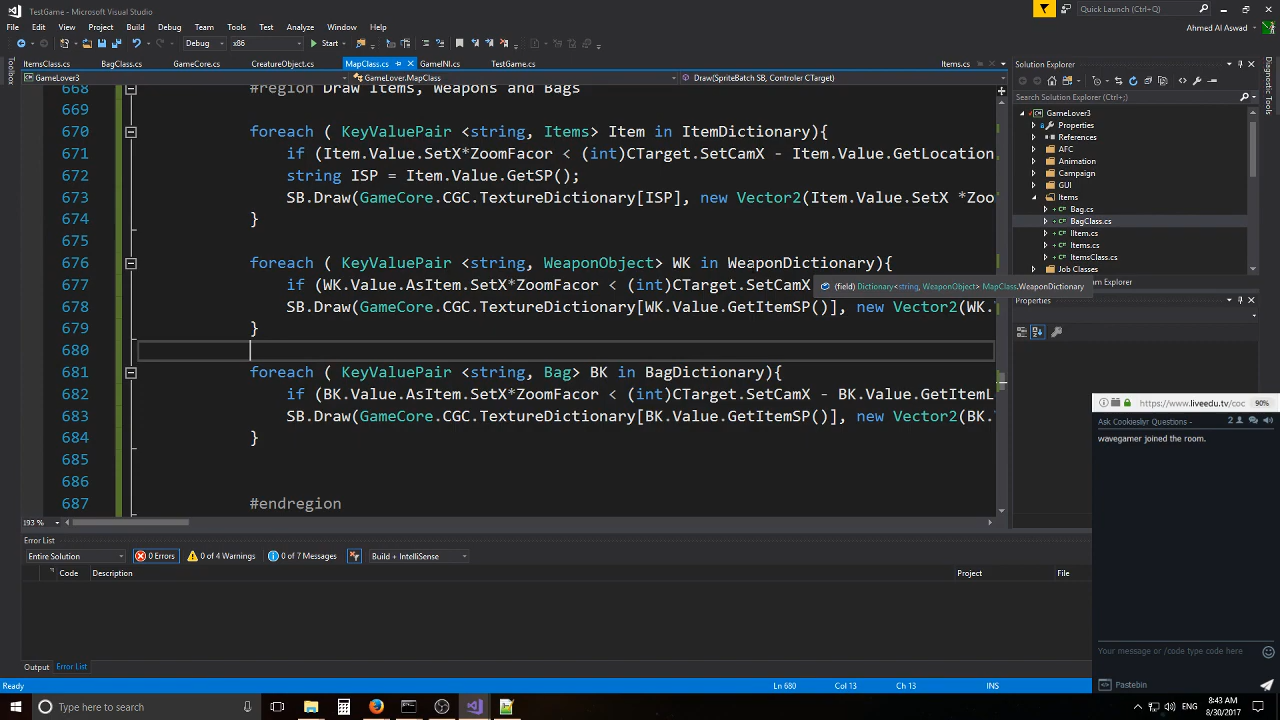 TestGame - Microsoft Visual Studio
Quick Launch (Ctrl+Q)
File Edit View Project Build Debug Team Tools Test Analyze Window Help
Ahmed Al Aswad
Debug x86 Start
ItemsClass.cs BagClass.cs GameCore.cs CreatureObject.cs MapClass.cs GameINI.cs TestGame.cs Items.cs
GameLover3 GameLover.MapClass Draw(SpriteBatch SB, Controler CTarget)
668 #region Draw Items, Weapons and Bags
669
670 foreach ( KeyValuePair <string, Items> Item in ItemDictionary){
671 if (Item.Value.SetX*ZoomFacor < (int)CTarget.SetCamX - Item.Value.GetLocation
672 string ISP = Item.Value.GetSP();
673 SB.Draw(GameCore.CGC.TextureDictionary[ISP], new Vector2(Item.Value.SetX *Zoo
674 }
675
676 foreach ( KeyValuePair <string, WeaponObject> WK in WeaponDictionary){
677 if (WK.Value.AsItem.SetX*ZoomFacor < (int)CTarget.SetCamX
(field) Dictionary<string, WeaponObject> MapClass.WeaponDictionary
678 SB.Draw(GameCore.CGC.TextureDictionary[WK.Value.GetItemSP()], new Vector2(WK.
679 }
680
681 foreach ( KeyValuePair <string, Bag> BK in BagDictionary){
682 if (BK.Value.AsItem.SetX*ZoomFacor < (int)CTarget.SetCamX - BK.Value.GetItemL
683 SB.Draw(GameCore.CGC.TextureDictionary[BK.Value.GetItemSP()], new Vector2(BK.
684 }
685
686
687 #endregion
193 %
Toolbox
Diagnostic Tools
Solution Explorer
Search Solution Explorer (Ctrl+;)
GameLover3
Properties
References
AFC
Animation
Campaign
GUI
Items
Bag.cs
BagClass.cs
IItem.cs
Items.cs
ItemsClass.cs
Job Classes
am Explorer
Properties
Error List
Entire Solution 0 Errors 0 of 4 Warnings 0 of 7 Messages Build + IntelliSense
Code Description Project File
Output Error List
Ready Ln 680 Col 13 Ch 13 INS
https://www.liveedu.tv/coc 90%
Ask Cookiesliyr Questions - 2
wavegamer joined the room.
Your message or /code type code here
Pastebin
Type here to search
ENG
8:43 AM
8/30/2017